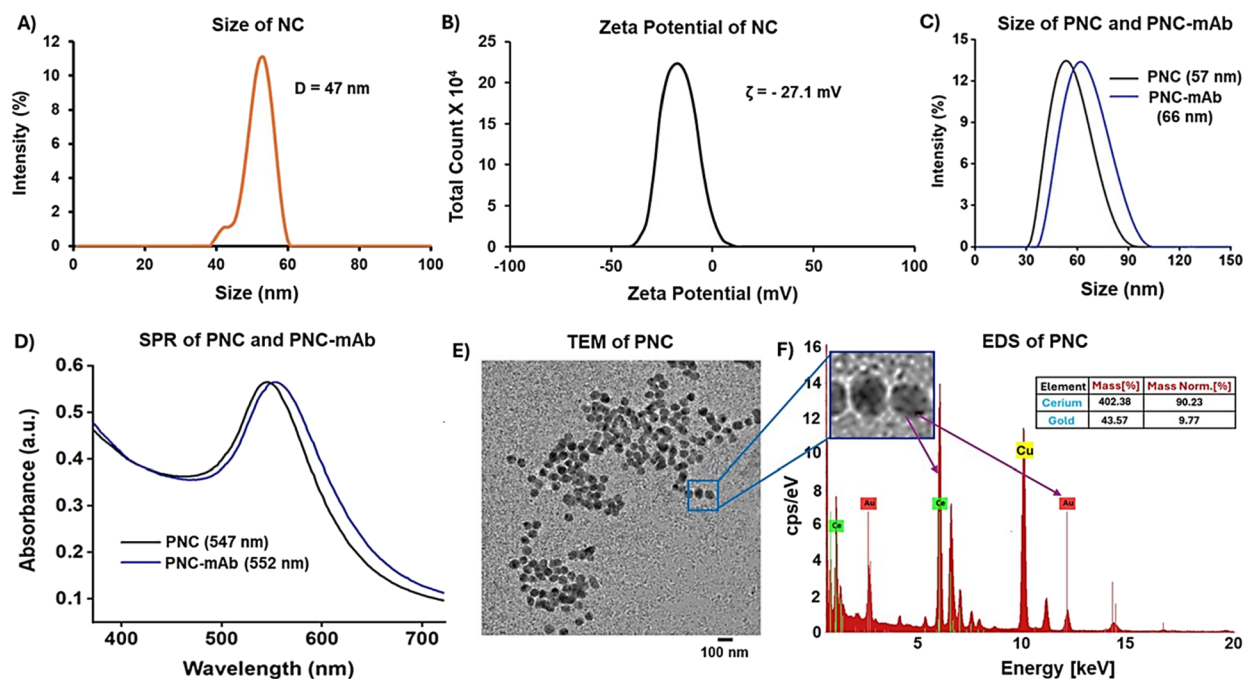 A)
Size of NC
Intensity (%)
12
10
8
6
4
2
0
D = 47 nm
0 20 40 60 80 100
Size (nm)
B)
Zeta Potential of NC
Total Count X 10⁴
25
20
15
10
5
0
ζ = - 27.1 mV
-100 -50 0 50 100
Zeta Potential (mV)
C)
Size of PNC and PNC-mAb
Intensity (%)
15
12
9
6
3
0
PNC (57 nm)
PNC-mAb
(66 nm)
0 30 60 90 120 150
Size (nm)
D)
SPR of PNC and PNC-mAb
Absorbance (a.u.)
0.6
0.5
0.4
0.3
0.2
0.1
PNC (547 nm)
PNC-mAb (552 nm)
400 500 600 700
Wavelength (nm)
E)
TEM of PNC
100 nm
F)
EDS of PNC
cps/eV
16
14
12
10
8
6
4
2
0
Element Mass[%] Mass Norm.[%]
Cerium 402.38 90.23
Gold 43.57 9.77
Cu
Au
Ce
Au
Ce
5 10 15 20
Energy [keV]